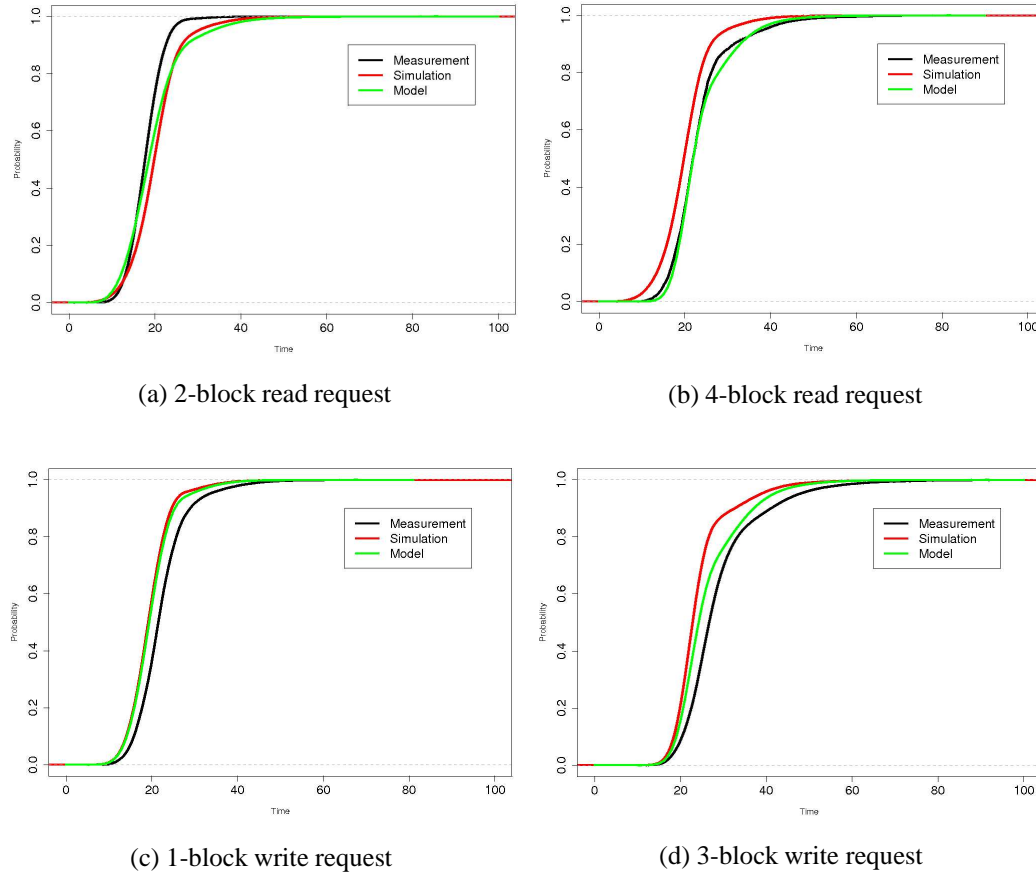 1.0
0.8
0.6
0.4
0.2
0.0
Probability
Measurement
Simulation
Model
0 20 40 60 80 100
Time
(a) 2-block read request
1.0
0.8
0.6
0.4
0.2
0.0
Probability
Measurement
Simulation
Model
0 20 40 60 80 100
Time
(b) 4-block read request
1.0
0.8
0.6
0.4
0.2
0.0
Probability
Measurement
Simulation
Model
0 20 40 60 80 100
Time
(c) 1-block write request
1.0
0.8
0.6
0.4
0.2
0.0
Probability
Measurement
Simulation
Model
0 20 40 60 80 100
Time
(d) 3-block write request